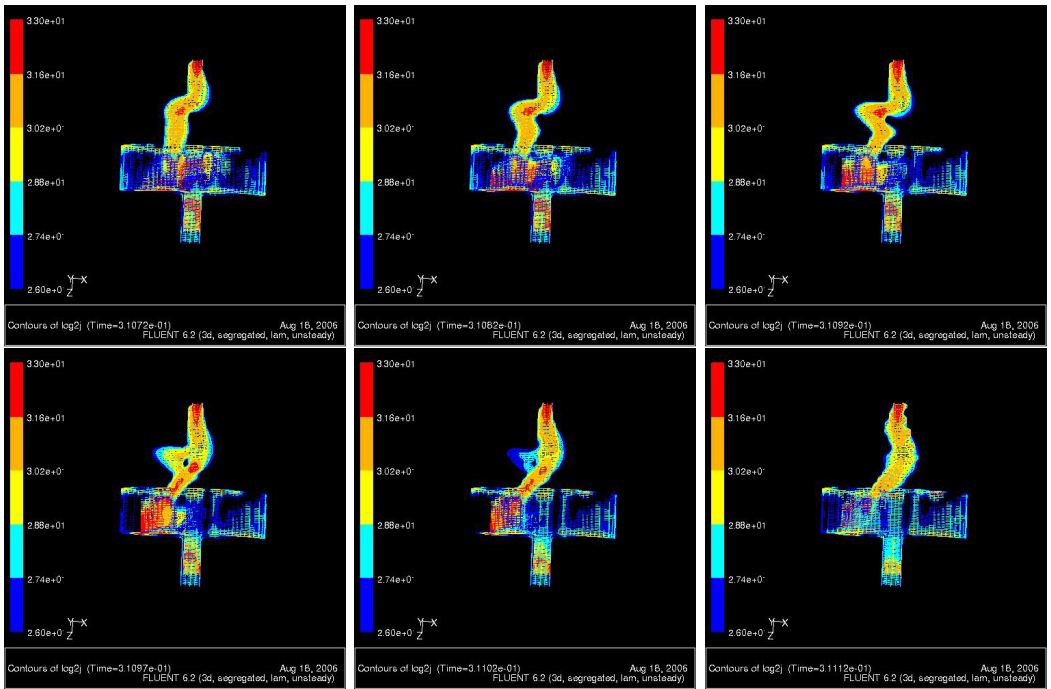 3.30e+01
3.16e+01
3.02e+0
2.88e+01
2.74e+0
2.60e+0
Y X
Z
Contours of log2j (Time=3.1072e-01)
Aug 18, 2006
FLUENT 6.2 (3d, segregated, lam, unsteady)
3.30e+01
3.16e+01
3.02e+0
2.88e+01
2.74e+0
2.60e+0
Y X
Z
Contours of log2j (Time=3.1082e-01)
Aug 18, 2006
FLUENT 6.2 (3d, segregated, lam, unsteady)
3.30e+01
3.16e+01
3.02e+0
2.88e+01
2.74e+0
2.60e+0
Y X
Z
Contours of log2j (Time=3.1092e-01)
Aug 18, 2006
FLUENT 6.2 (3d, segregated, lam, unsteady)
3.30e+01
3.16e+01
3.02e+0
2.88e+01
2.74e+0
2.60e+0
Y X
Z
Contours of log2j (Time=3.1097e-01)
Aug 18, 2006
FLUENT 6.2 (3d, segregated, lam, unsteady)
3.30e+01
3.16e+01
3.02e+0
2.88e+01
2.74e+0
2.60e+0
Y X
Z
Contours of log2j (Time=3.1102e-01)
Aug 18, 2006
FLUENT 6.2 (3d, segregated, lam, unsteady)
3.30e+01
3.16e+01
3.02e+0
2.88e+01
2.74e+0
2.60e+0
Y X
Z
Contours of log2j (Time=3.1112e-01)
Aug 18, 2006
FLUENT 6.2 (3d, segregated, lam, unsteady)